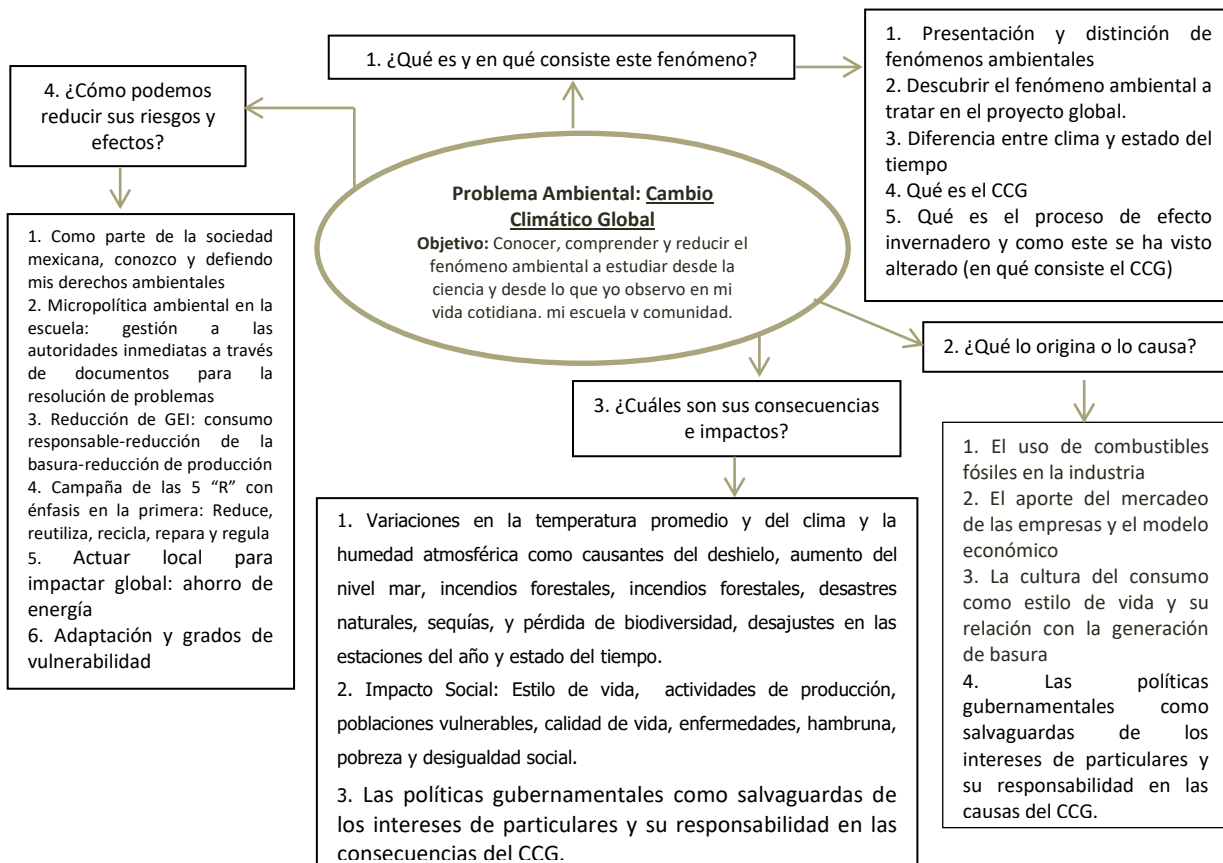 1. ¿Qué es y en qué consiste este fenómeno?
1. Presentación y distinción de
fenómenos ambientales
2. Descubrir el fenómeno ambiental a
tratar en el proyecto global.
3. Diferencia entre clima y estado del
tiempo
4. Qué es el CCG
5. Qué es el proceso de efecto
invernadero y como este se ha visto
alterado (en qué consiste el CCG)
4. ¿Cómo podemos
reducir sus riesgos y
efectos?
Problema Ambiental: Cambio
Climático Global
Objetivo: Conocer, comprender y reducir el
fenómeno ambiental a estudiar desde la
ciencia y desde lo que yo observo en mi
vida cotidiana. mi escuela y comunidad.
1. Como parte de la sociedad
mexicana, conozco y defiendo
mis derechos ambientales
2. Micropolítica ambiental en la
escuela: gestión a las
autoridades inmediatas a través
de documentos para la
resolución de problemas
3. Reducción de GEI: consumo
responsable-reducción de la
basura-reducción de producción
4. Campaña de las 5 “R” con
énfasis en la primera: Reduce,
reutiliza, recicla, repara y regula
5. Actuar local para
impactar global: ahorro de
energía
6. Adaptación y grados de
vulnerabilidad
2. ¿Qué lo origina o lo causa?
1. El uso de combustibles
fósiles en la industria
2. El aporte del mercadeo
de las empresas y el modelo
económico
3. La cultura del consumo
como estilo de vida y su
relación con la generación
de basura
4. Las políticas
gubernamentales como
salvaguardas de los
intereses de particulares y
su responsabilidad en las
causas del CCG.
3. ¿Cuáles son sus consecuencias
e impactos?
1. Variaciones en la temperatura promedio y del clima y la
humedad atmosférica como causantes del deshielo, aumento del
nivel mar, incendios forestales, incendios forestales, desastres
naturales, sequías, y pérdida de biodiversidad, desajustes en las
estaciones del año y estado del tiempo.
2. Impacto Social: Estilo de vida, actividades de producción,
poblaciones vulnerables, calidad de vida, enfermedades, hambruna,
pobreza y desigualdad social.
3. Las políticas gubernamentales como salvaguardas de
los intereses de particulares y su responsabilidad en las
consecuencias del CCG.